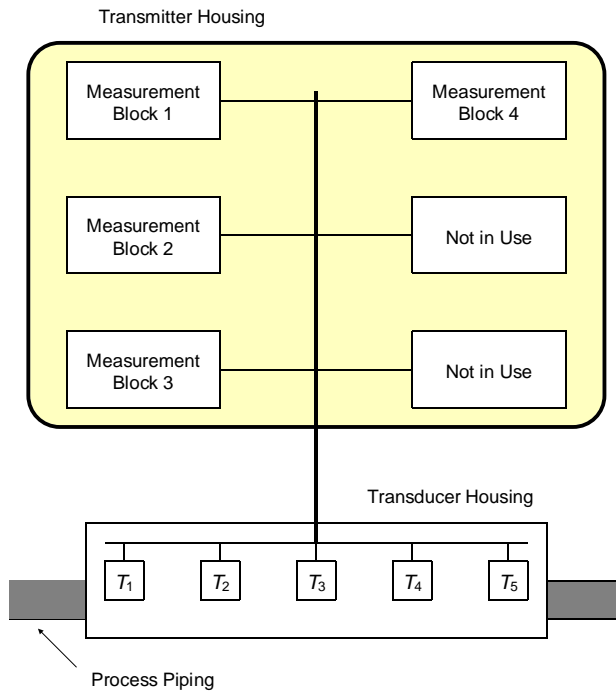 Transmitter Housing
Measurement
Block 1
Measurement
Block 4
Measurement
Block 2
Not in Use
Measurement
Block 3
Not in Use
Transducer Housing
T1
T2
T3
T4
T5
Process Piping